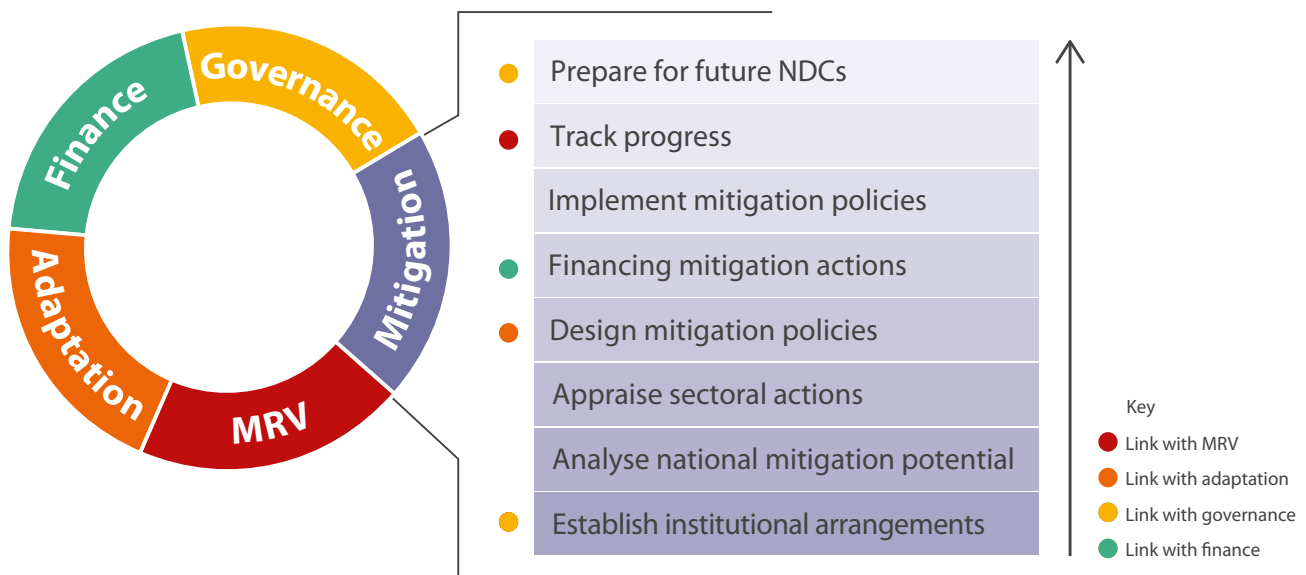 Governance
Finance
Mitigation
Adaptation
MRV
Prepare for future NDCs
Track progress
Implement mitigation policies
Financing mitigation actions
Design mitigation policies
Appraise sectoral actions
Analyse national mitigation potential
Establish institutional arrangements
Key
Link with MRV
Link with adaptation
Link with governance
Link with finance